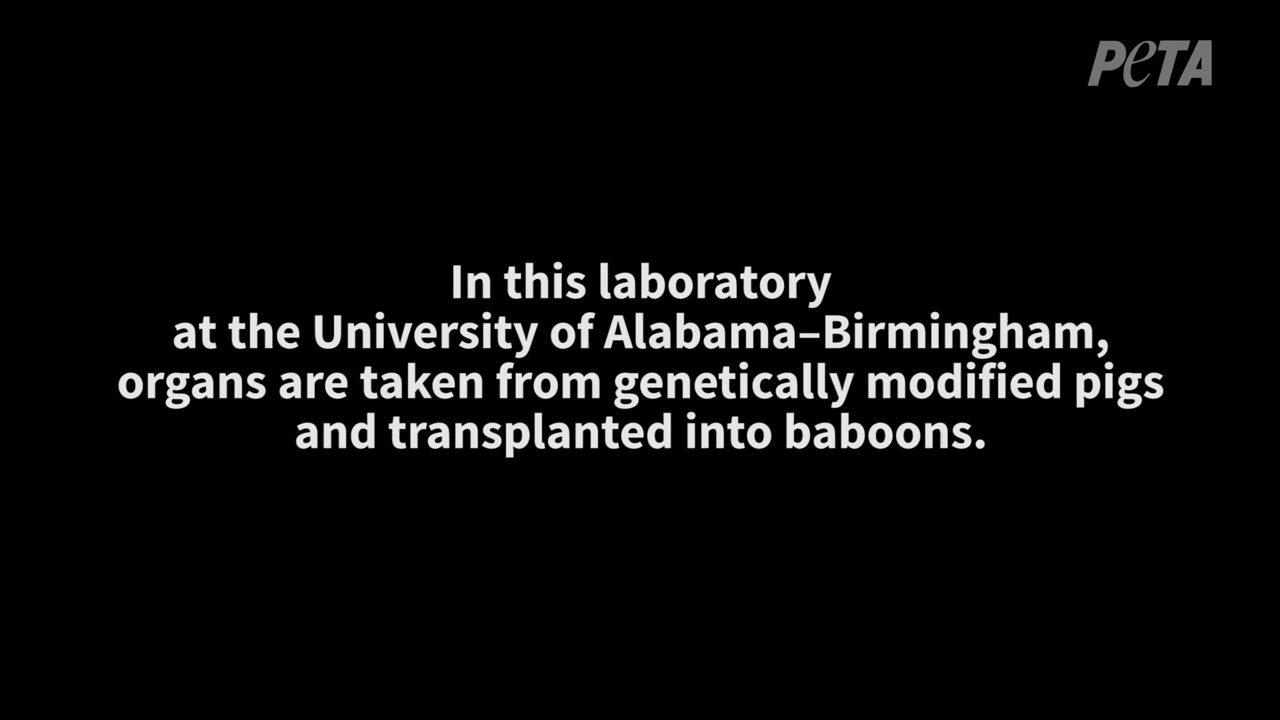 PeTA
In this laboratory
at the University of Alabama–Birmingham,
organs are taken from genetically modified pigs
and transplanted into baboons.